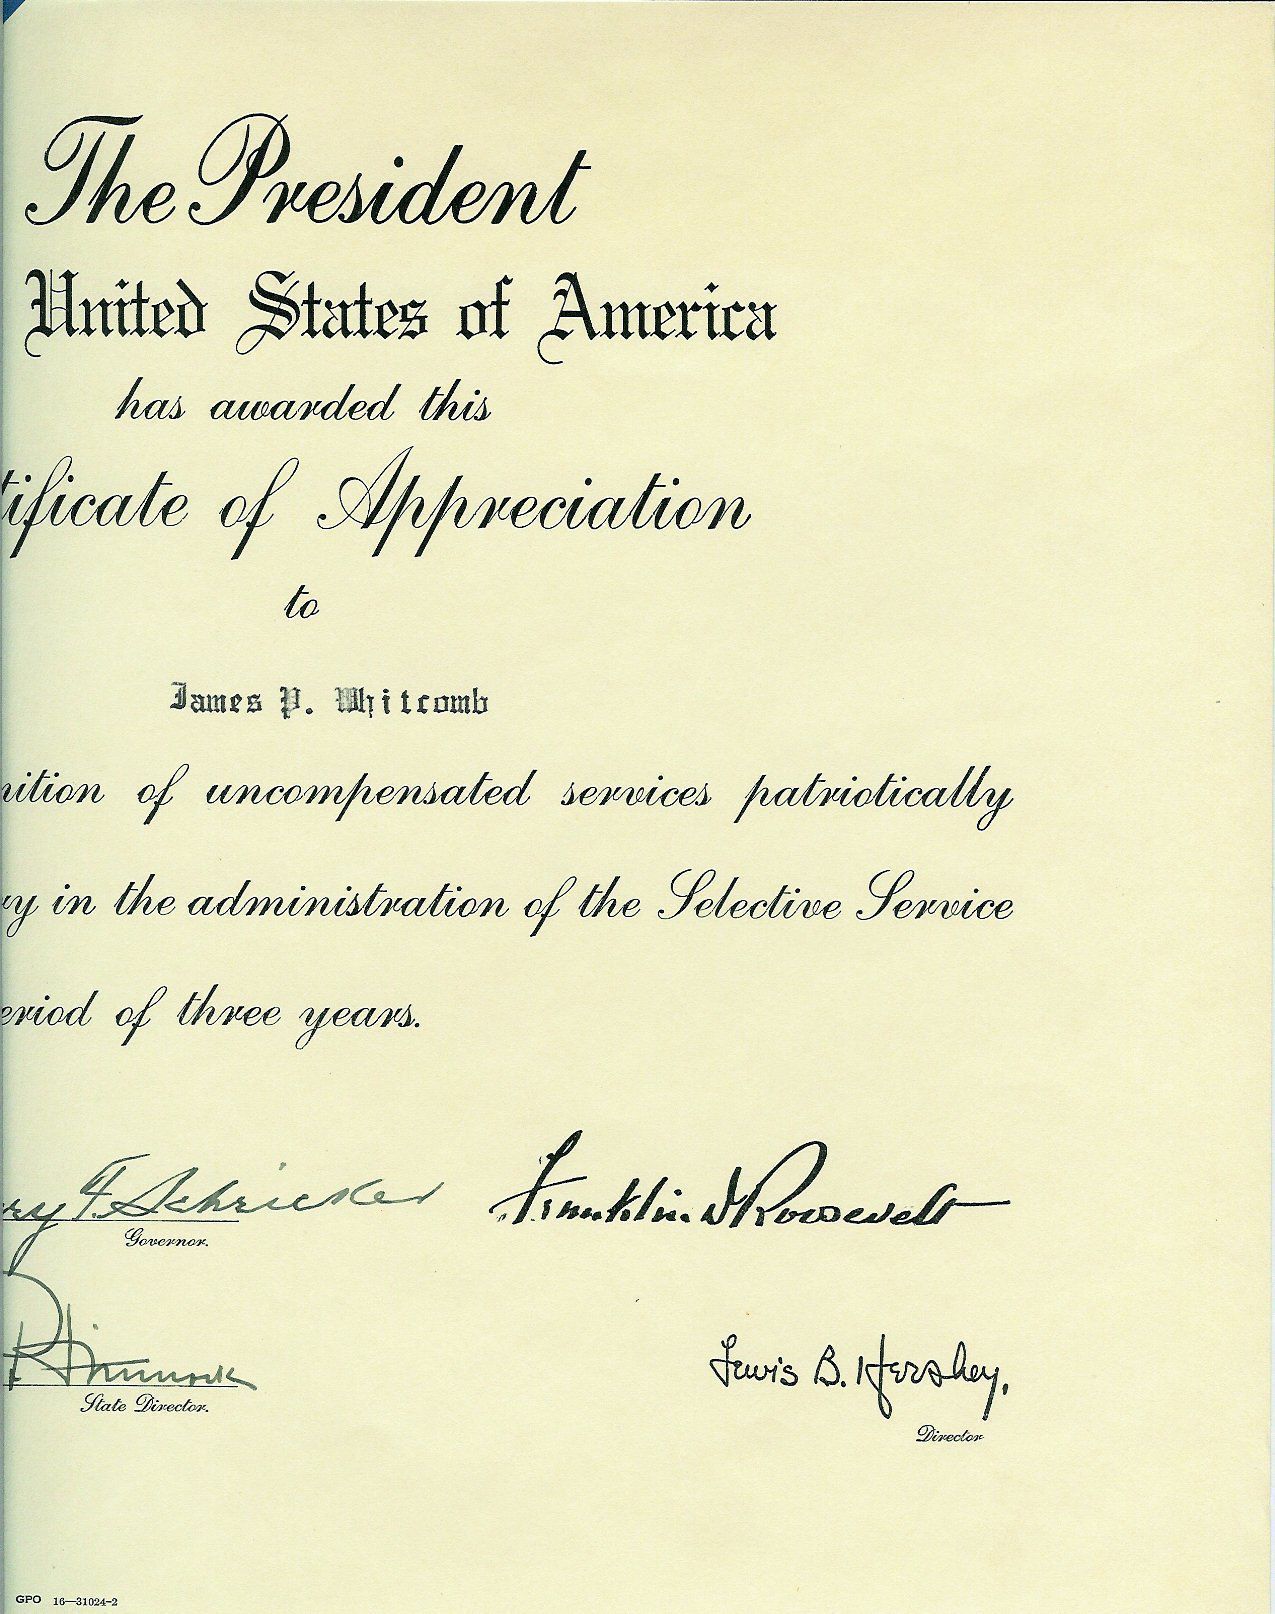 The President
United States of America
has awarded this
tificate of Appreciation
to
James P. Whitcomb
nition of uncompensated services patriotically
ry in the administration of the Selective Service
eriod of three years.
ry F. Schricker
Franklin D Roosevelt
Governor.
Lewis B. Hershey,
State Director.
Director
GPO 16—31024-2